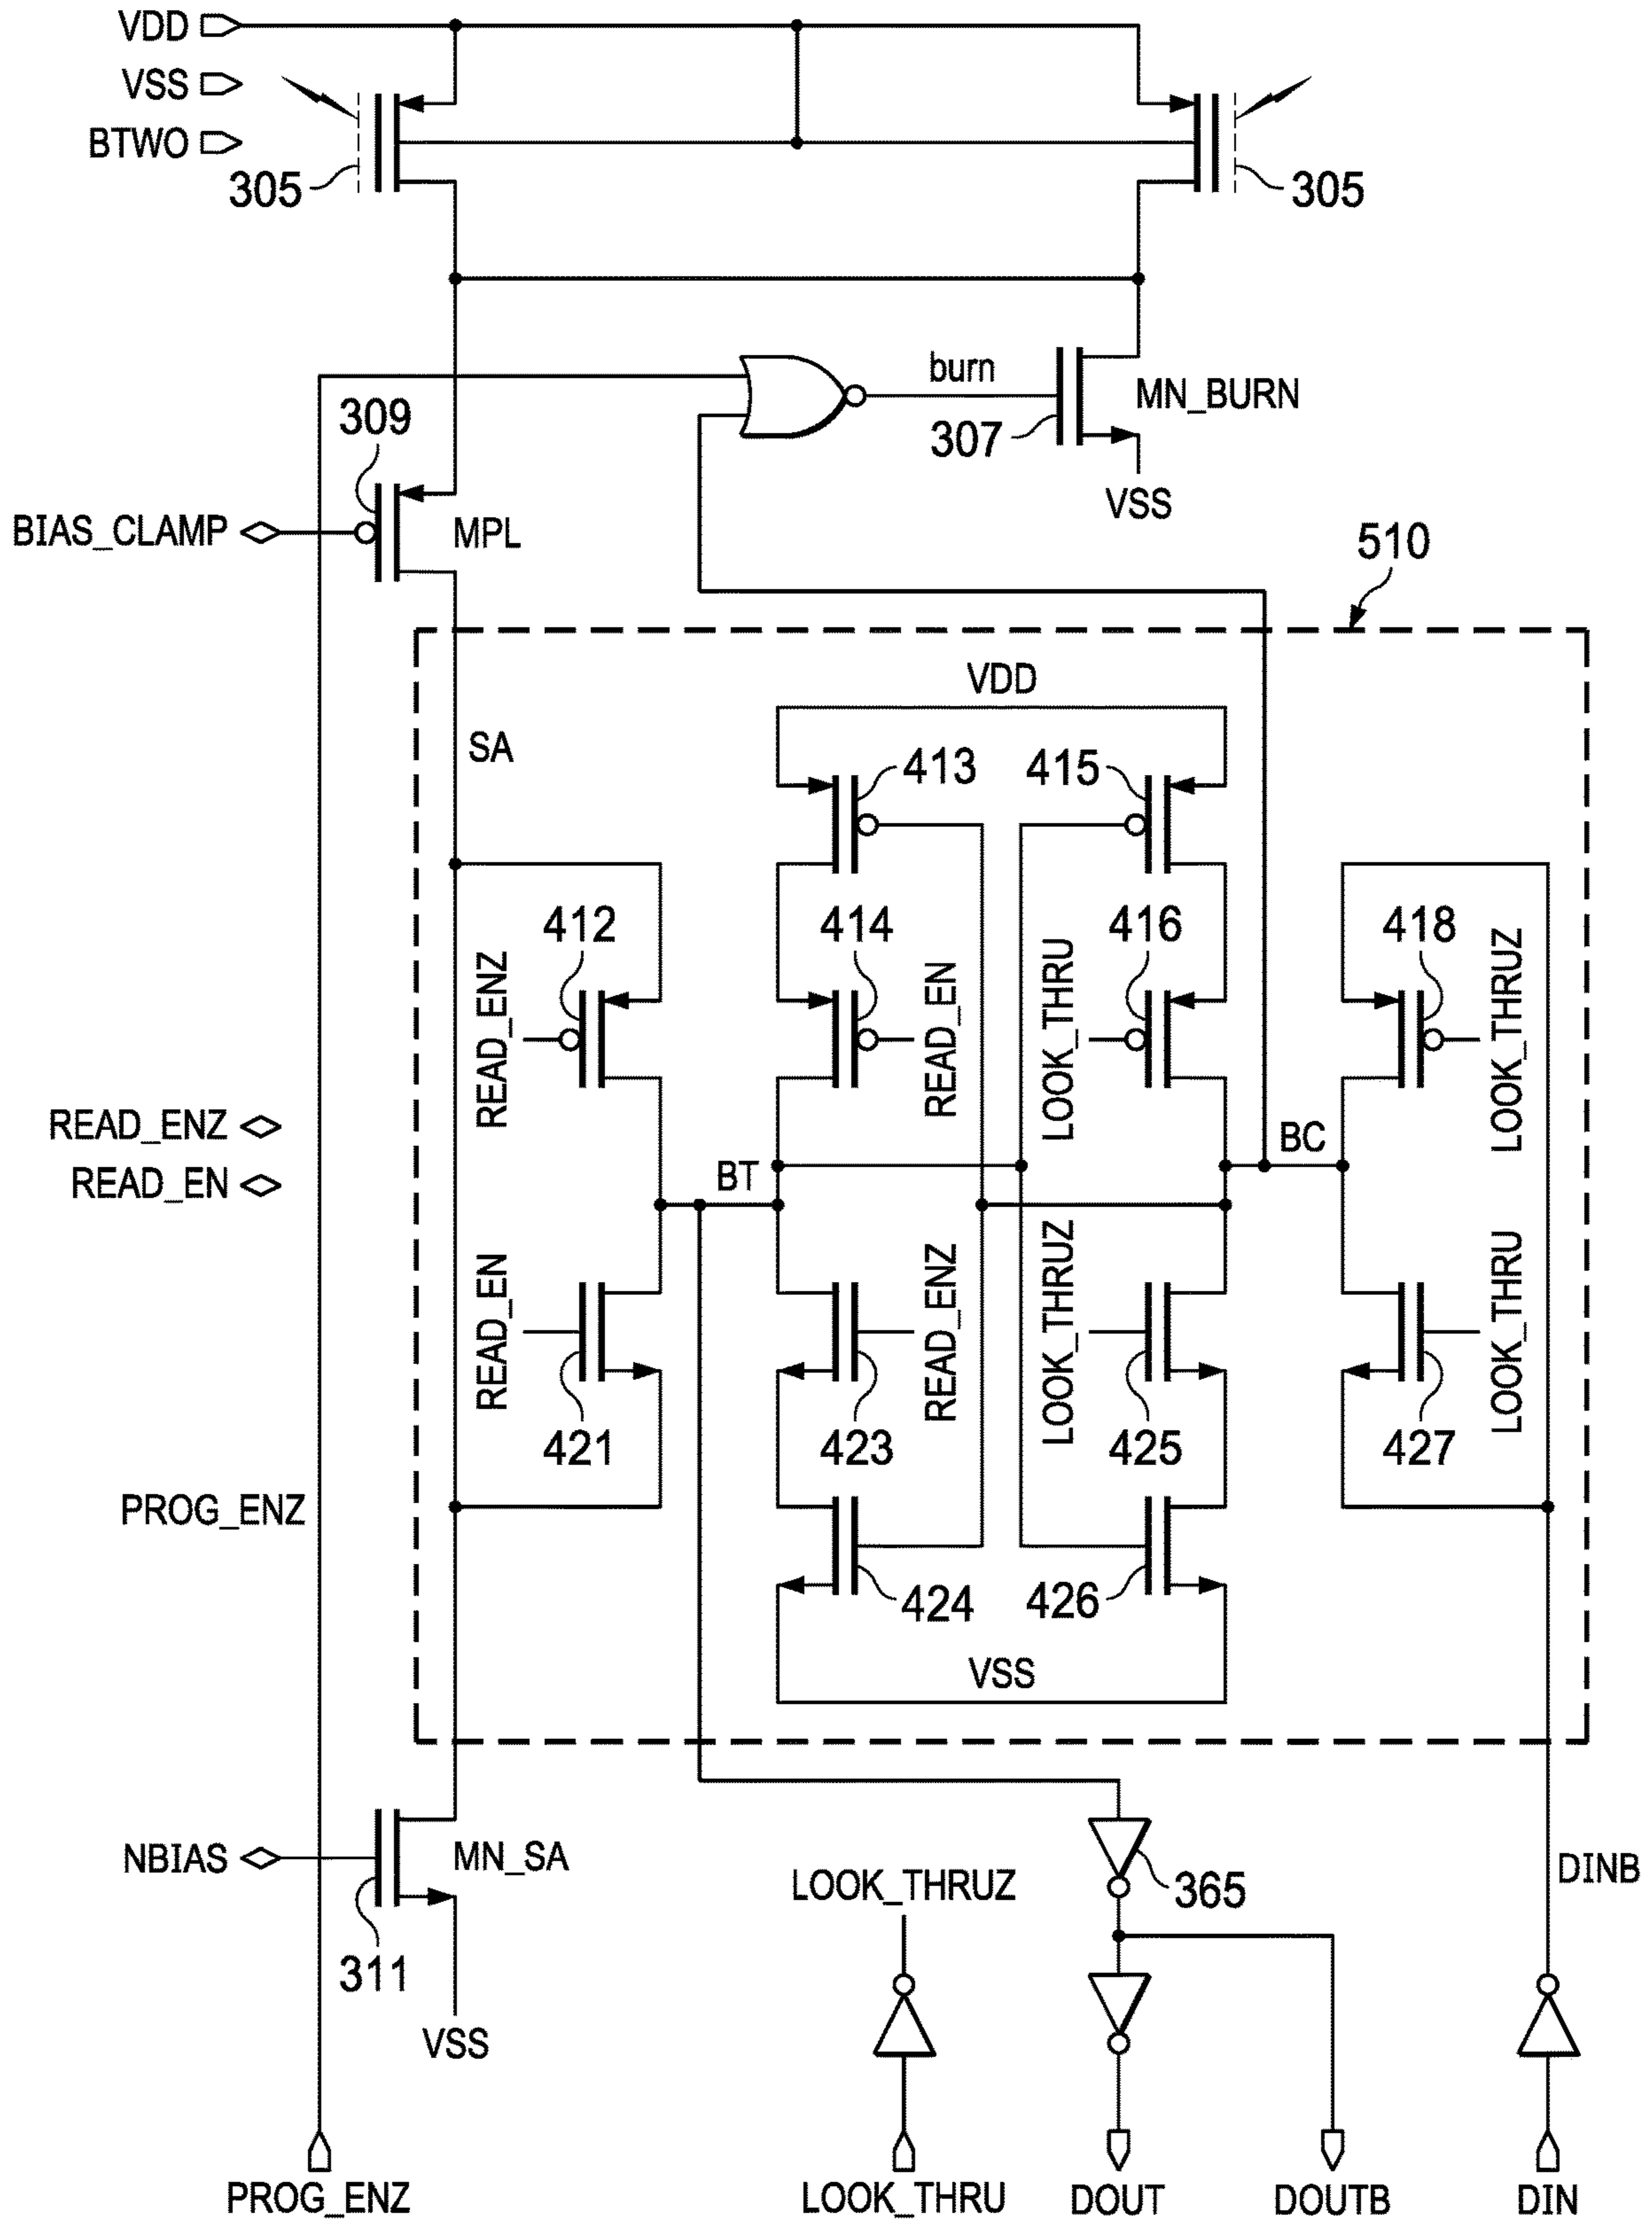 VDD
VSS
BTWO
305
305
burn
MN_BURN
307
VSS
309
BIAS_CLAMP
MPL
510
VDD
SA
413
415
412
414
416
418
READ_ENZ
READ_EN
LOOK_THRU
LOOK_THRUZ
READ_ENZ
READ_EN
BT
BC
READ_EN
READ_ENZ
LOOK_THRUZ
LOOK_THRU
421
423
425
427
PROG_ENZ
424
426
VSS
NBIAS
MN_SA
311
VSS
LOOK_THRUZ
365
DINB
PROG_ENZ
LOOK_THRU
DOUT
DOUTB
DIN